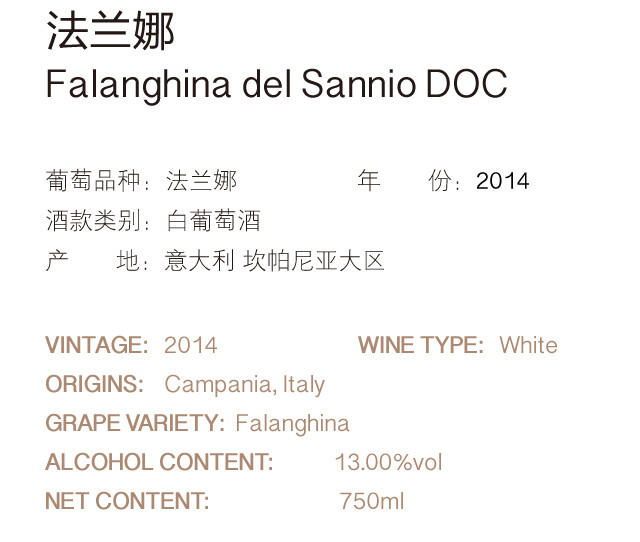 法兰娜
Falanghina del Sannio DOC
葡萄品种：法兰娜 年 份：2014
酒款类别：白葡萄酒
产 地：意大利 坎帕尼亚大区
VINTAGE: 2014 WINE TYPE: White
ORIGINS: Campania, Italy
GRAPE VARIETY: Falanghina
ALCOHOL CONTENT: 13.00%vol
NET CONTENT: 750ml